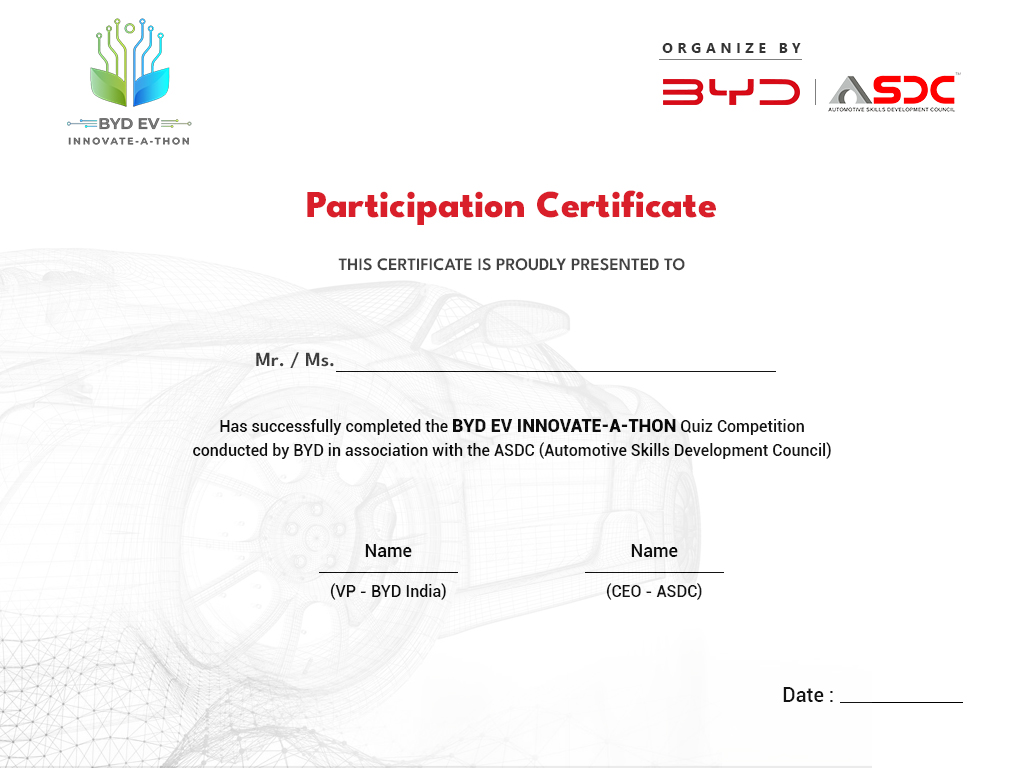 BYD EV
INNOVATE-A-THON
ORGANIZE BY
BYD
ASDC™
AUTOMOTIVE SKILLS DEVELOPMENT COUNCIL
Participation Certificate
THIS CERTIFICATE IS PROUDLY PRESENTED TO
Mr. / Ms.
Has successfully completed the BYD EV INNOVATE-A-THON Quiz Competition
conducted by BYD in association with the ASDC (Automotive Skills Development Council)
Name Name
(VP - BYD India) (CEO - ASDC)
Date :